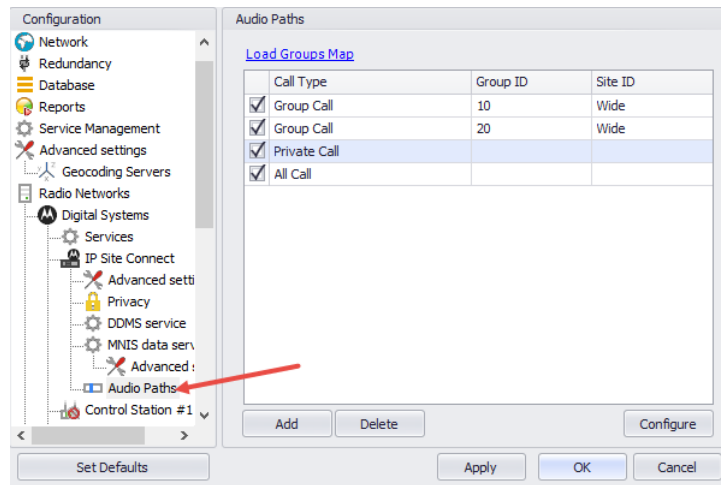 Configuration
Network
Redundancy
Database
Reports
Service Management
Advanced settings
Geocoding Servers
Radio Networks
Digital Systems
Services
IP Site Connect
Advanced setti
Privacy
DDMS service
MNIS data serv
Advanced s
Audio Paths
Control Station #1
Set Defaults
Audio Paths
Load Groups Map
Call Type Group ID Site ID
Group Call 10 Wide
Group Call 20 Wide
Private Call
All Call
Add Delete Configure
Apply OK Cancel